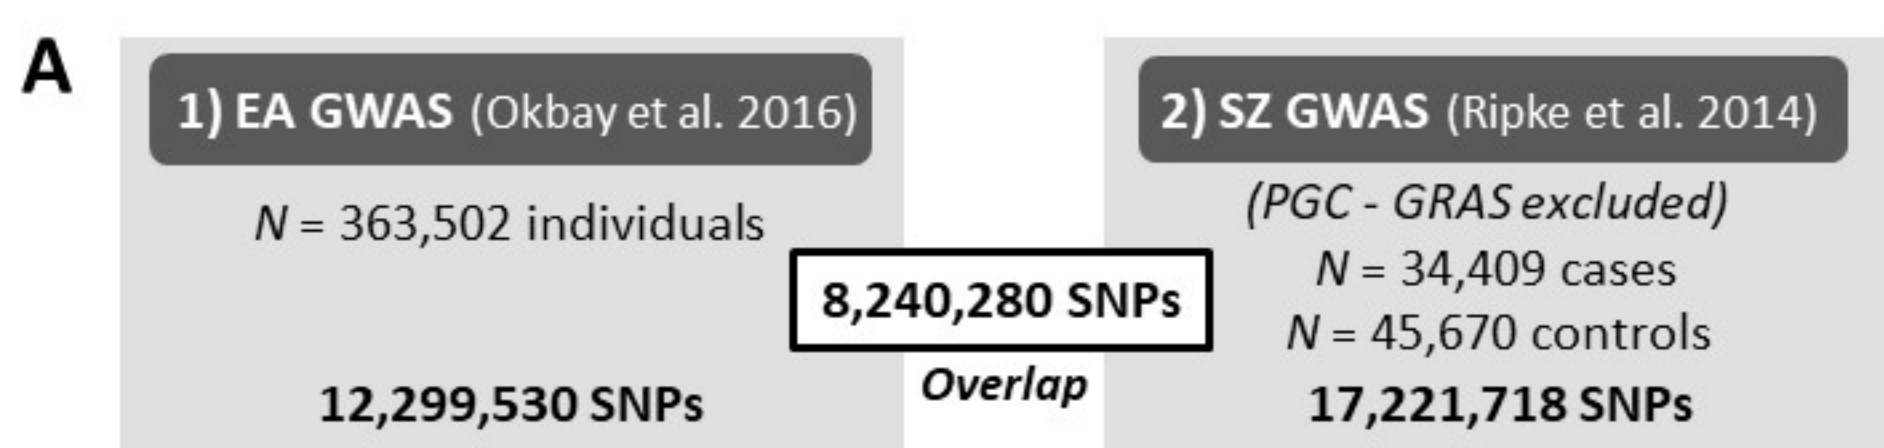 A
1) EA GWAS (Okbay et al. 2016)
N = 363,502 individuals
12,299,530 SNPs
8,240,280 SNPs
Overlap
2) SZ GWAS (Ripke et al. 2014)
(PGC - GRAS excluded)
N = 34,409 cases
N = 45,670 controls
17,221,718 SNPs